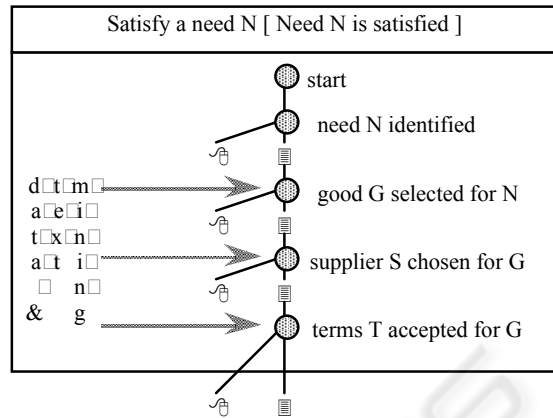 Satisfy a need N [ Need N is satisfied ]
start
need N identified
d□t□m□
a□e□i□
t□x□n□
a□t i□
□ n□
& g
good G selected for N
supplier S chosen for G
terms T accepted for G